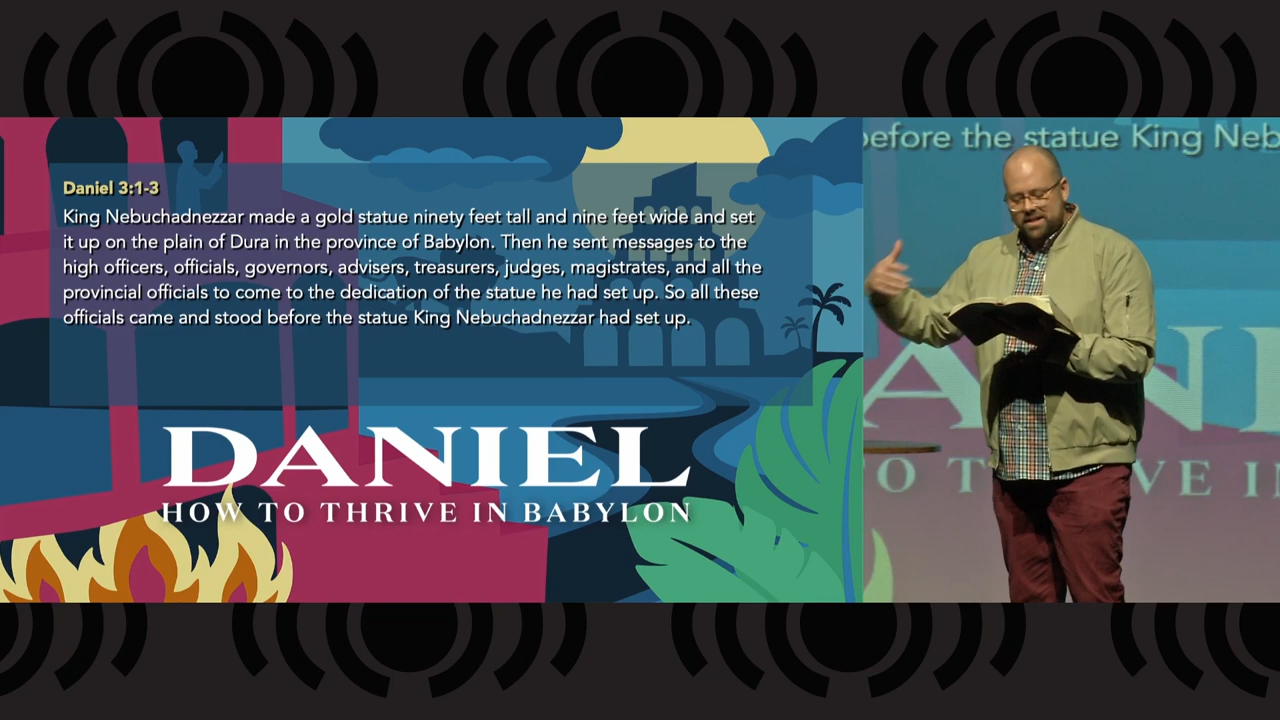 Daniel 3:1-3
King Nebuchadnezzar made a gold statue ninety feet tall and nine feet wide and set
it up on the plain of Dura in the province of Babylon. Then he sent messages to the
high officers, officials, governors, advisers, treasurers, judges, magistrates, and all the
provincial officials to come to the dedication of the statue he had set up. So all these
officials came and stood before the statue King Nebuchadnezzar had set up.
DANIEL
HOW TO THRIVE IN BABYLON
before the statue King Neb
ANI
O T VE I